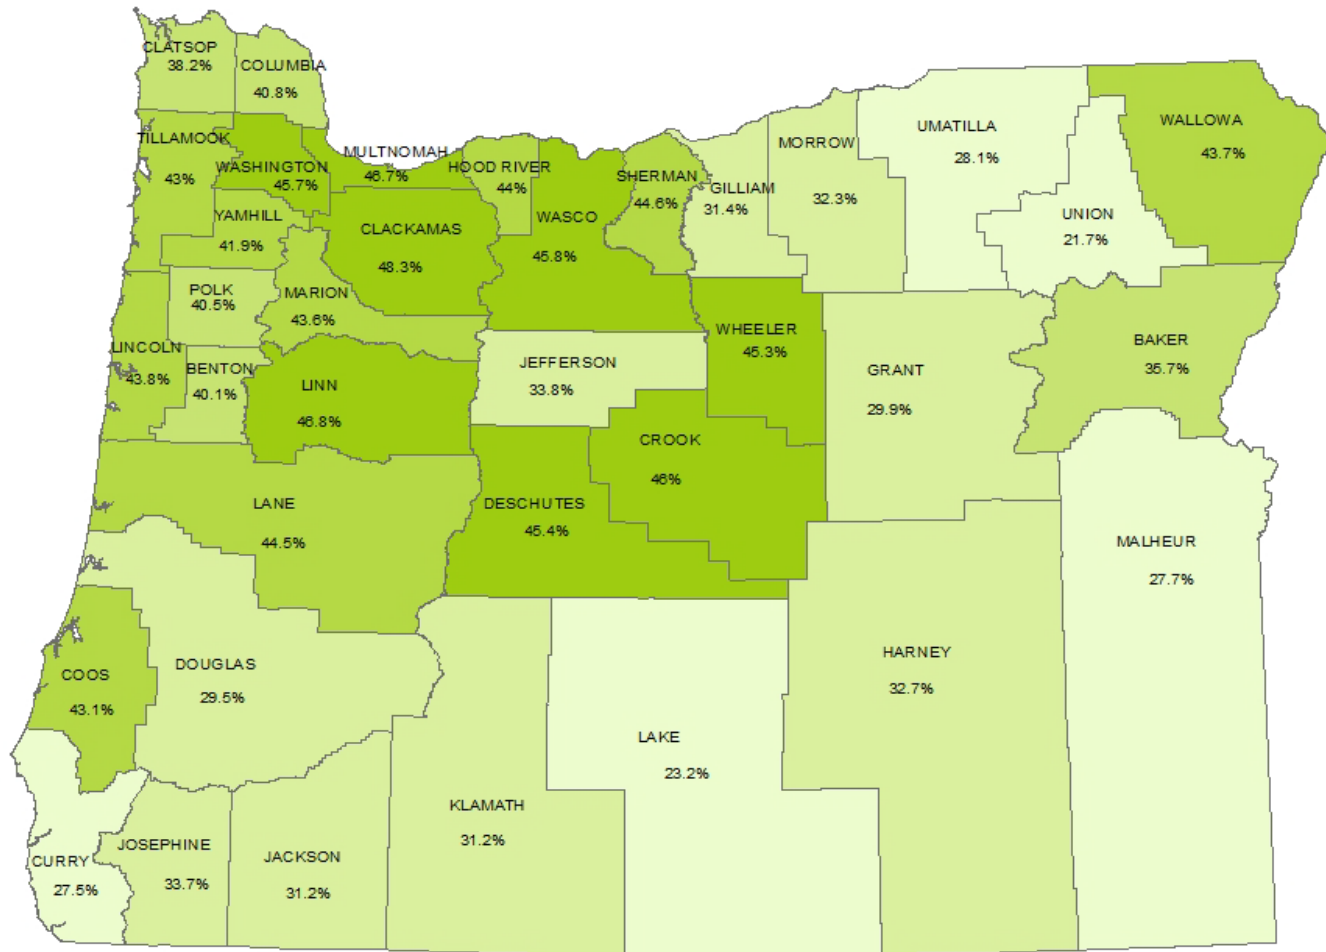 CLATSOP
38.2%
COLUMBIA
40.8%
TILLAMOOK
43%
WASHINGTON
45.7%
MULTNOMAH
46.7%
HOOD RIVER
44%
SHERMAN
44.6%
GILLIAM
31.4%
MORROW
32.3%
UMATILLA
28.1%
WALLOWA
43.7%
UNION
21.7%
YAMHILL
41.9%
CLACKAMAS
48.3%
WASCO
45.8%
POLK
40.5%
MARION
43.6%
LINCOLN
43.8%
BENTON
40.1%
LINN
46.8%
JEFFERSON
33.8%
WHEELER
45.3%
GRANT
29.9%
BAKER
35.7%
CROOK
46%
LANE
44.5%
DESCHUTES
45.4%
MALHEUR
27.7%
COOS
43.1%
DOUGLAS
29.5%
HARNEY
32.7%
LAKE
23.2%
KLAMATH
31.2%
CURRY
27.5%
JOSEPHINE
33.7%
JACKSON
31.2%